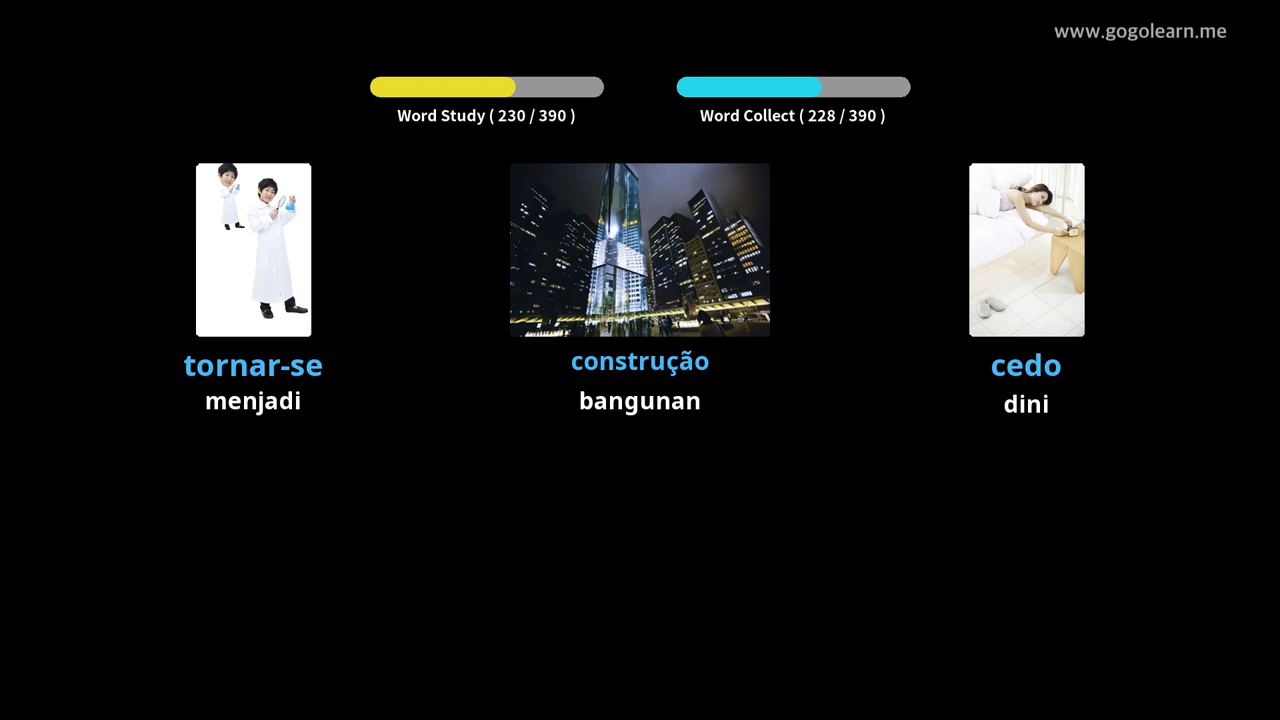 www.gogolearn.me
Word Study ( 230 / 390 )
Word Collect ( 228 / 390 )
tornar-se
menjadi
construção
bangunan
cedo
dini